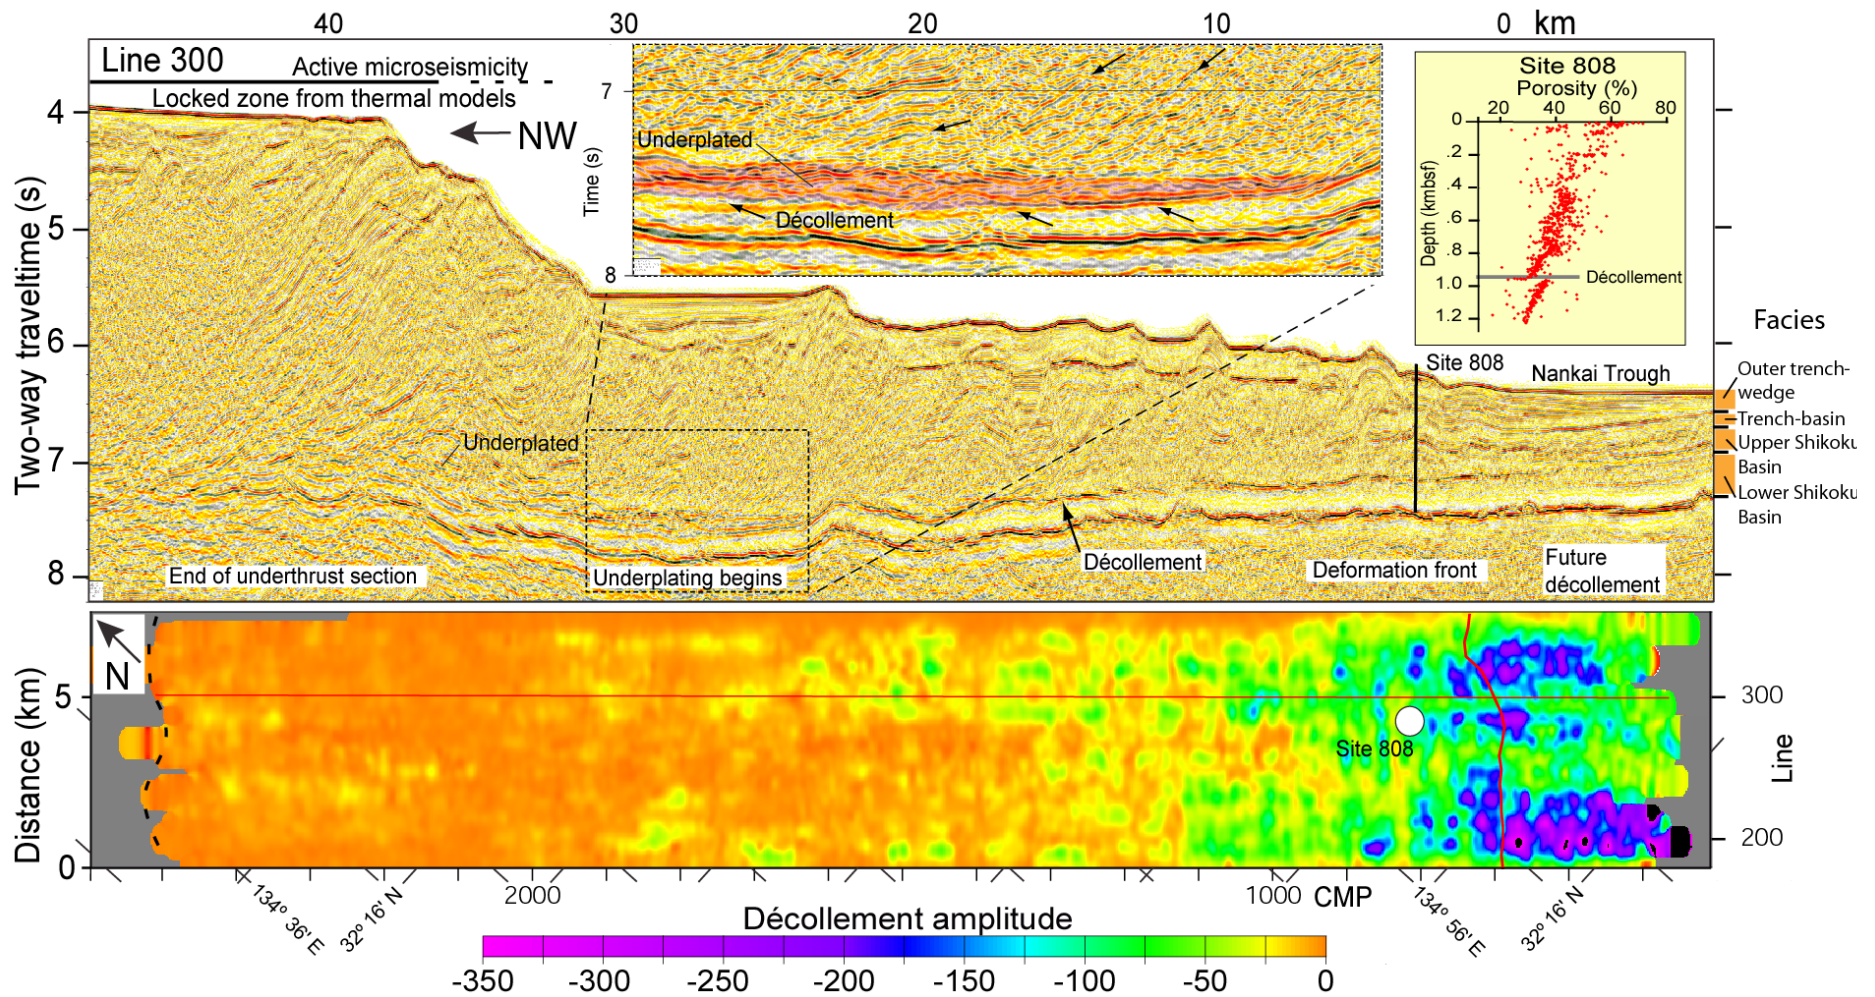 40 30 20 10 0 km
Line 300
Active microseismicity
Locked zone from thermal models
NW
Two-way traveltime (s)
4
5
6
7
8
Time (s)
7
8
Underplated
Décollement
Site 808
Porosity (%)
20 40 60 80
Depth (kmbsf)
0
.2
.4
.6
.8
1.0
1.2
Décollement
Facies
Site 808
Nankai Trough
Outer trench-
wedge
Trench-basin
Upper Shikoku
Basin
Lower Shikoku
Basin
Underplated
End of underthrust section
Underplating begins
Décollement
Deformation front
Future
décollement
N
Distance (km)
5
0
Site 808
300
Line
200
134° 36' E
32° 16' N
2000
1000
CMP
134° 56' E
32° 16' N
Décollement amplitude
-350 -300 -250 -200 -150 -100 -50 0